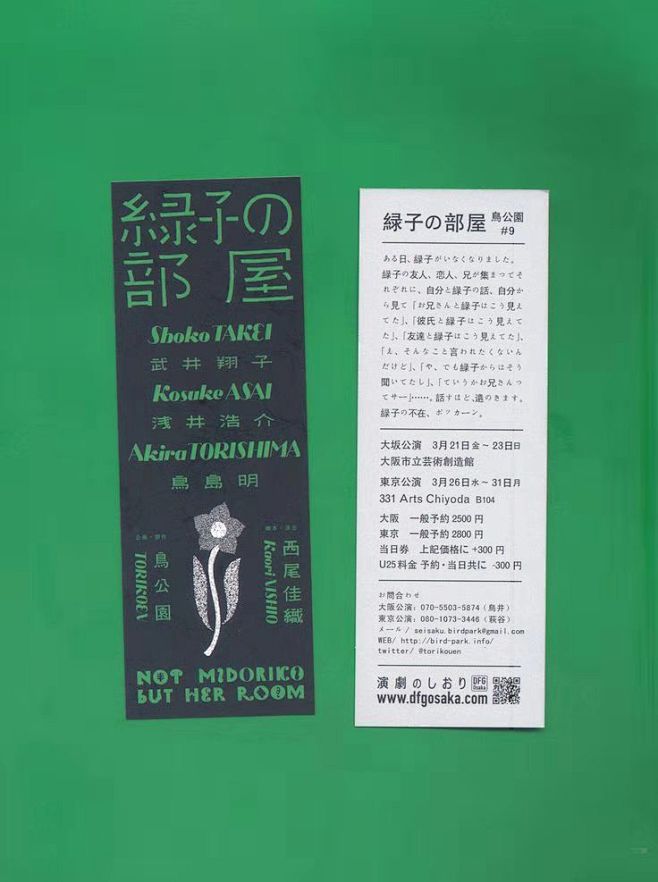 緑子の
部屋
Shoko TAKEI
武井翔子
Kosuke ASAI
浅井浩介
Akira TORISHIMA
鳥島明
企画・製作
鳥公園
TORIKOEN
脚本・演出
西尾佳織
Kaori NISHIO
NOT MIDORIKO
BUT HER ROOM
緑子の部屋 鳥公園
#9
ある日、緑子がいなくなりました。
緑子の友人、恋人、兄が集まってそ
れぞれに、自分と緑子の話、自分か
ら見て「お兄さんと緑子はこう見え
てた」、「彼氏と緑子はこう見えて
た」、「友達と緑子はこう見えてた」、
「え、そんなこと言われたくないん
だけど」、「や、でも緑子からはそう
聞いてたし」、「ていうかお兄さんっ
てサー」……。話すほど、遠のきます。
緑子の不在、ポッカーン。
大坂公演 3月21日金～23日日
大阪市立芸術創造館
東京公演 3月26日水～31日月
331 Arts Chiyoda B104
大阪 一般予約 2500 円
東京 一般予約 2800 円
当日券 上記価格に +300 円
U25料金 予約・当日共に -300 円
お問合わせ
大阪公演: 070-5503-5874 (鳥井)
東京公演: 080-1073-3446 (萩谷)
メール / seisaku.birdpark@gmail.com
WEB/ http://bird-park.info/
twitter/ @torikouen
演劇のしおり DFG Osaka
www.dfgosaka.com